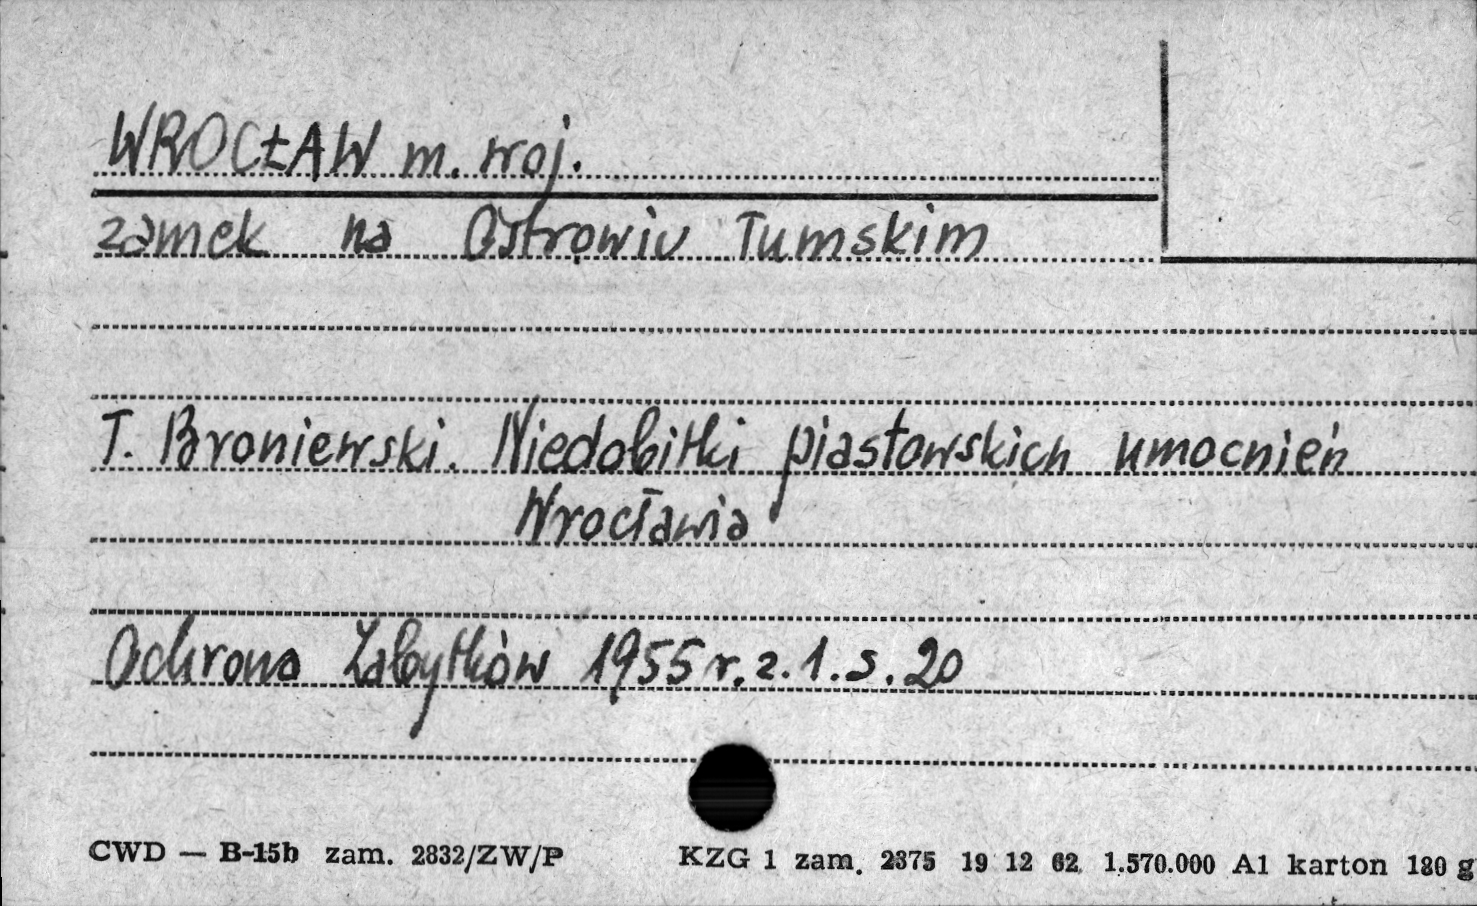 WROCŁAW m. woj.
zamek na Ostrowiu Tumskim
T. Broniewski. Niedobitki piastowskich umocnień
Wrocławia
Ochrona Zabytków 1955 r. z. 1. s. 20
CWD — B-15b zam. 2832/ZW/P KZG 1 zam. 2375 19 12 62 1.570.000 A1 karton 180 g